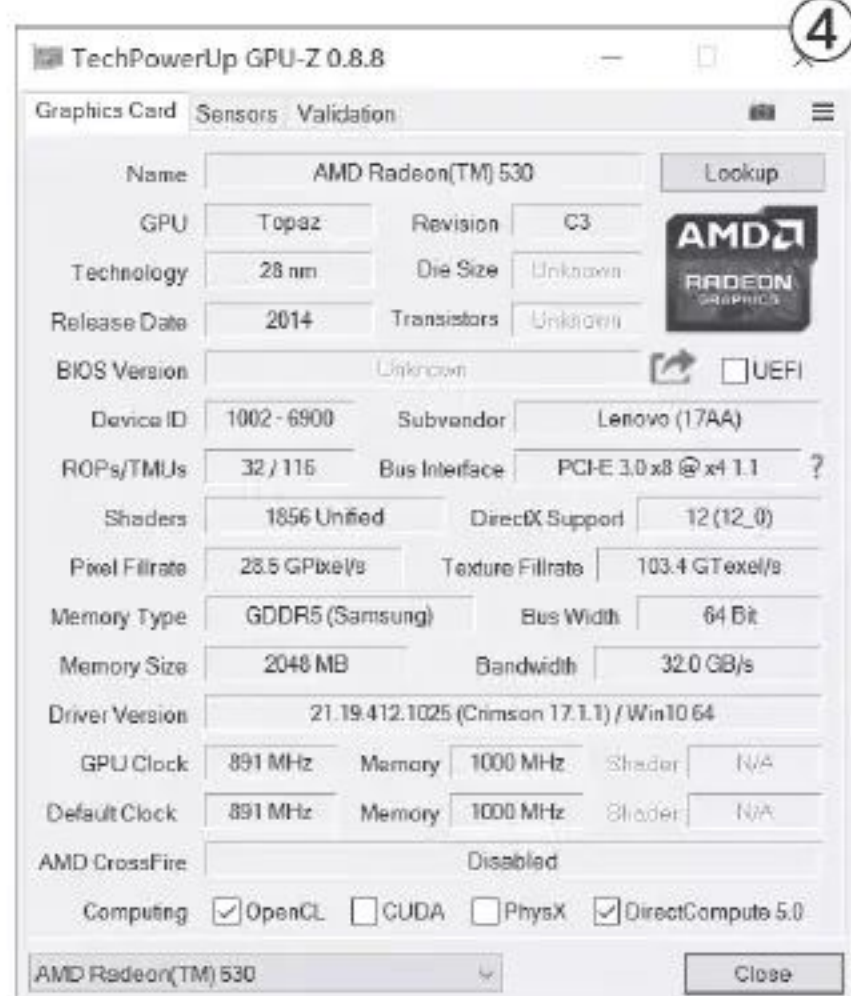 ④
TechPowerUp GPU-Z 0.8.8
Graphics Card Sensors Validation
Name AMD Radeon(TM) 530 Lookup
GPU Topaz Revision C3
AMD
RADEON
GRAPHICS
Technology 28 nm Die Size Unknown
Release Date 2014 Transistors Unknown
BIOS Version Unknown UEFI
Device ID 1002 - 6900 Subvendor Lenovo (17AA)
ROPs/TMUs 32 / 116 Bus Interface PCI-E 3.0 x8 @ x4 1.1 ?
Shaders 1856 Unified DirectX Support 12 (12_0)
Pixel Fillrate 28.5 GPixel/s Texture Fillrate 103.4 GTexel/s
Memory Type GDDR5 (Samsung) Bus Width 64 Bit
Memory Size 2048 MB Bandwidth 32.0 GB/s
Driver Version 21.19.412.1025 (Crimson 17.1.1) / Win10 64
GPU Clock 891 MHz Memory 1000 MHz Shader N/A
Default Clock 891 MHz Memory 1000 MHz Shader N/A
AMD CrossFire Disabled
Computing OpenCL CUDA PhysX DirectCompute 5.0
AMD Radeon(TM) 530 Close